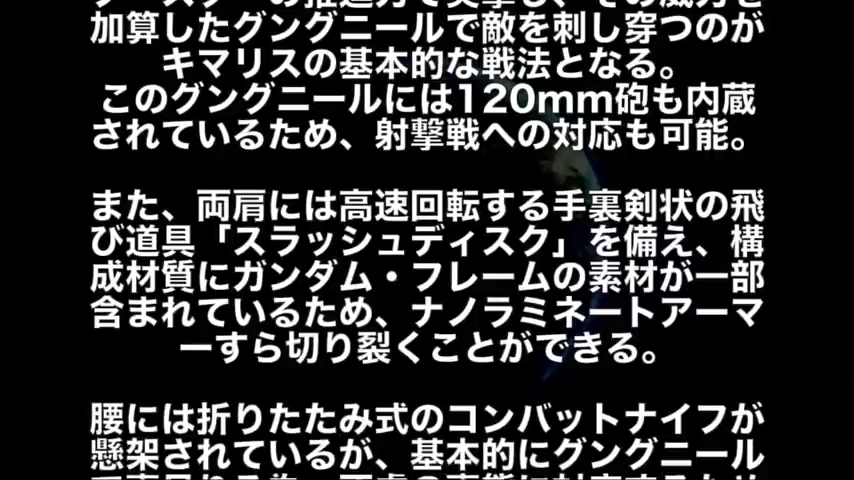 加算したグングニールで敵を刺し穿つのが
キマリスの基本的な戦法となる。
このグングニールには120mm砲も内蔵
されているため、射撃戦への対応も可能。
また、両肩には高速回転する手裏剣状の飛
び道具「スラッシュディスク」を備え、構
成材質にガンダム・フレームの素材が一部
含まれているため、ナノラミネートアーマ
ーすら切り裂くことができる。
腰には折りたたみ式のコンバットナイフが
懸架されているが、基本的にグングニール